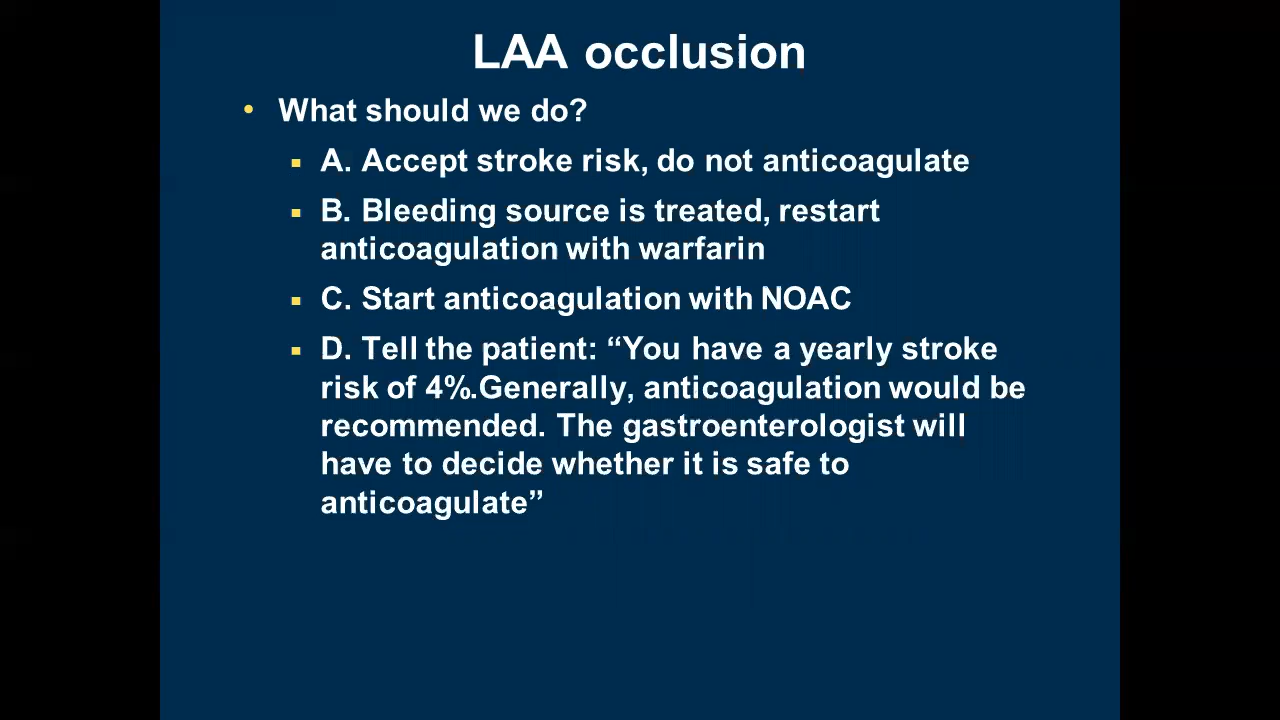 LAA occlusion
• What should we do?
▪ A. Accept stroke risk, do not anticoagulate
▪ B. Bleeding source is treated, restart
anticoagulation with warfarin
▪ C. Start anticoagulation with NOAC
▪ D. Tell the patient: “You have a yearly stroke
risk of 4%.Generally, anticoagulation would be
recommended. The gastroenterologist will
have to decide whether it is safe to
anticoagulate”